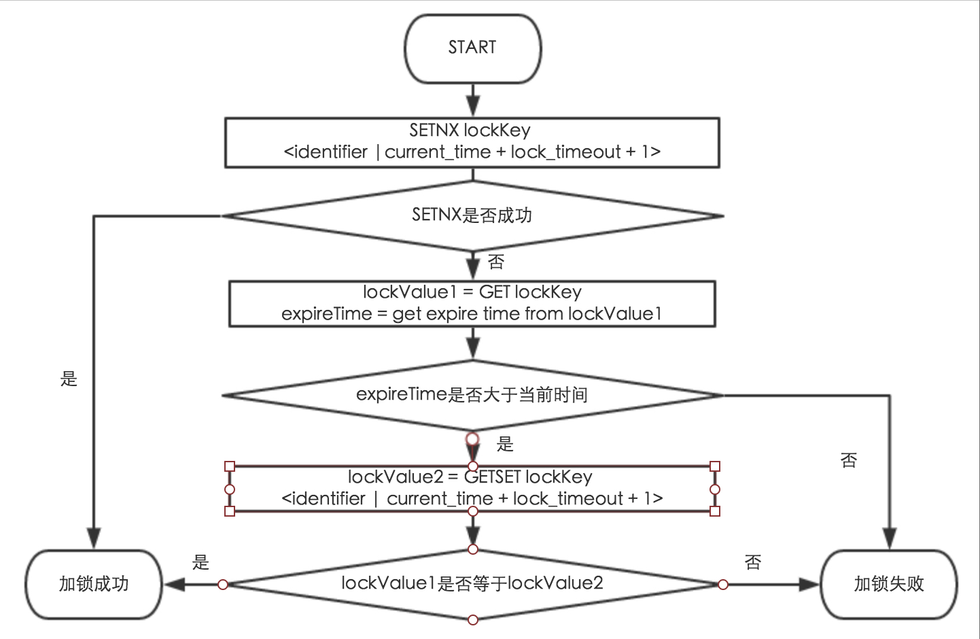 START
SETNX lockKey
<identifier | current_time + lock_timeout + 1>
SETNX是否成功
否
lockValue1 = GET lockKey
expireTime = get expire time from lockValue1
是
expireTime是否大于当前时间
是
否
lockValue2 = GETSET lockKey
<identifier | current_time + lock_timeout + 1>
是
否
加锁成功
lockValue1是否等于lockValue2
加锁失败